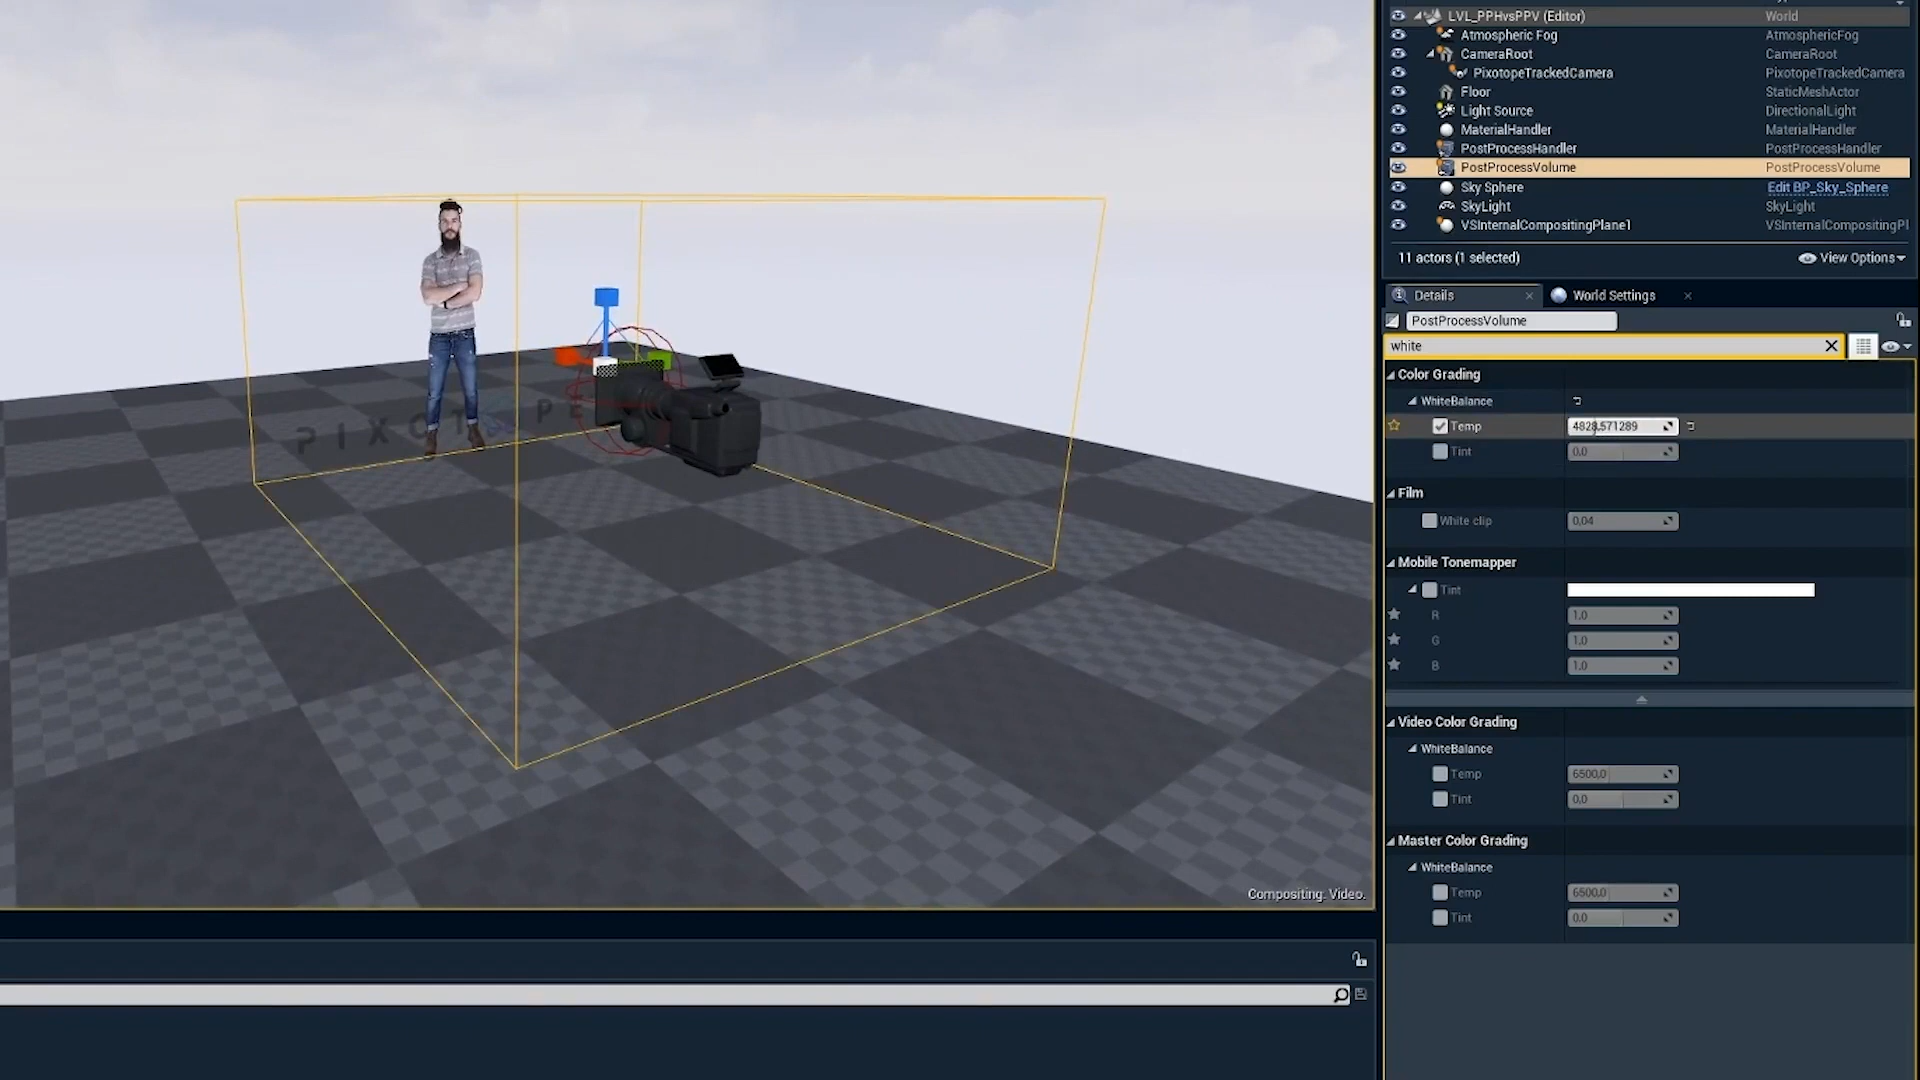 LVL_PPHvsPPV (Editor) World
Atmospheric Fog AtmosphericFog
CameraRoot CameraRoot
PixotopeTrackedCamera PixotopeTrackedCamera
Floor StaticMeshActor
Light Source DirectionalLight
MaterialHandler MaterialHandler
PostProcessHandler PostProcessHandler
PostProcessVolume PostProcessVolume
Sky Sphere Edit BP_Sky_Sphere
SkyLight SkyLight
VSInternalCompositingPlane1 VSInternalCompositingPl
11 actors (1 selected) View Options
Details World Settings
PostProcessVolume
white
Color Grading
WhiteBalance
Temp 4828,571289
Tint 0,0
Film
White clip 0,04
Mobile Tonemapper
Tint
R 1,0
G 1,0
B 1,0
Video Color Grading
WhiteBalance
Temp 6500,0
Tint 0,0
Master Color Grading
WhiteBalance
Temp 6500,0
Tint 0,0
PIXOTOPE
Compositing. Video.